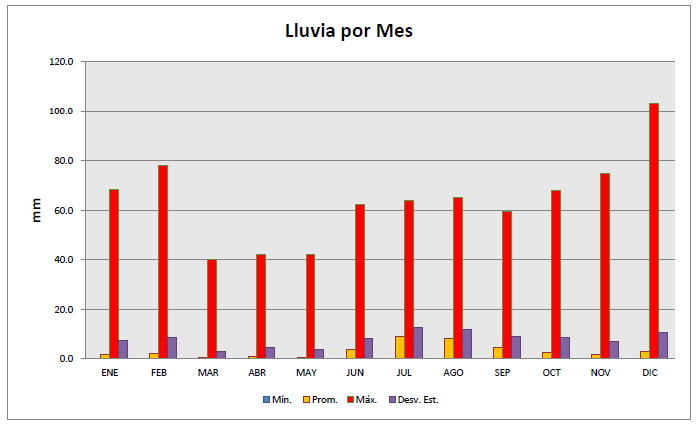 Lluvia por Mes
120.0
100.0
80.0
60.0
40.0
20.0
0.0
mm
ENE FEB MAR ABR MAY JUN JUL AGO SEP OCT NOV DIC
Mín. Prom. Máx. Desv. Est.